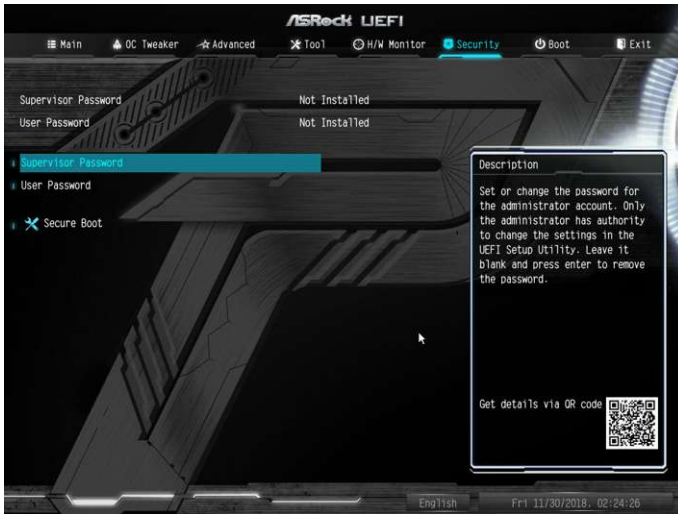 ASRock UEFI
Main OC Tweaker Advanced Tool H/W Monitor Security Boot Exit
Supervisor Password Not Installed
User Password Not Installed
Supervisor Password
User Password
Secure Boot
Description
Set or change the password for
the administrator account. Only
the administrator has authority
to change the settings in the
UEFI Setup Utility. Leave it
blank and press enter to remove
the password.
Get details via QR code
English Fri 11/30/2018. 02:24:26